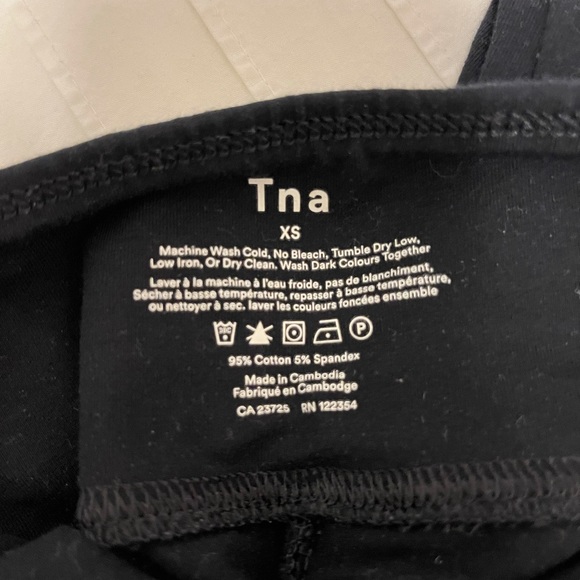 Tna
XS
Machine Wash Cold, No Bleach, Tumble Dry Low,
Low Iron, Or Dry Clean. Wash Dark Colours Together
Laver à la machine à l'eau froide, pas de blanchiment,
Sécher à basse température, repasser à basse température,
ou nettoyer à sec. laver les couleurs foncées ensemble
30C P
95% Cotton 5% Spandex
Made in Cambodia
Fabriqué en Cambodge
CA 23725 RN 122354